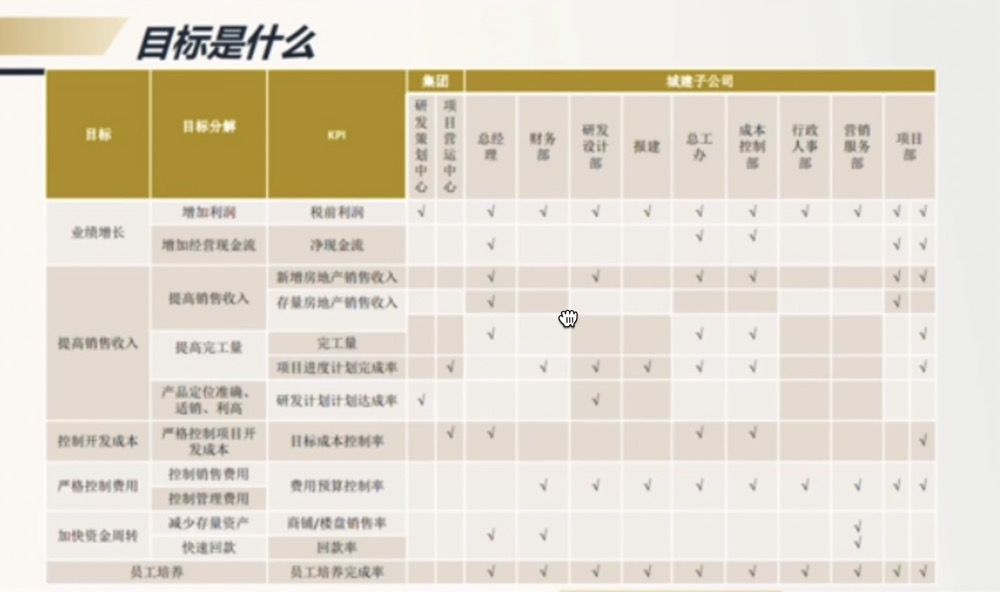 目标是什么
目标 目标分解 KPI 集团 城建子公司
研发策划中心 项目营运中心 总经理 财务部 研发设计部 报建 总工办 成本控制部 行政人事部 营销服务部 项目部
业绩增长 增加利润 税前利润 √ √ √ √ √ √ √ √ √ √ √
增加经营现金流 净现金流 √ √ √ √ √
提高销售收入 提高销售收入 新增房地产销售收入 √ √ √ √ √ √
存量房地产销售收入 √ √
提高完工量 完工量 √ √ √ √
项目进度计划完成率 √ √ √ √ √ √ √
产品定位准确、适销、利高 研发计划计划达成率 √ √
控制开发成本 严格控制项目开发成本 目标成本控制率 √ √ √ √ √
严格控制费用 控制销售费用 费用预算控制率 √ √ √ √ √ √ √ √ √
控制管理费用
加快资金周转 减少存量资产 商铺/楼盘销售率 √ √ √
快速回款 回款率 √
员工培养 员工培养完成率 √ √ √ √ √ √ √ √ √ √